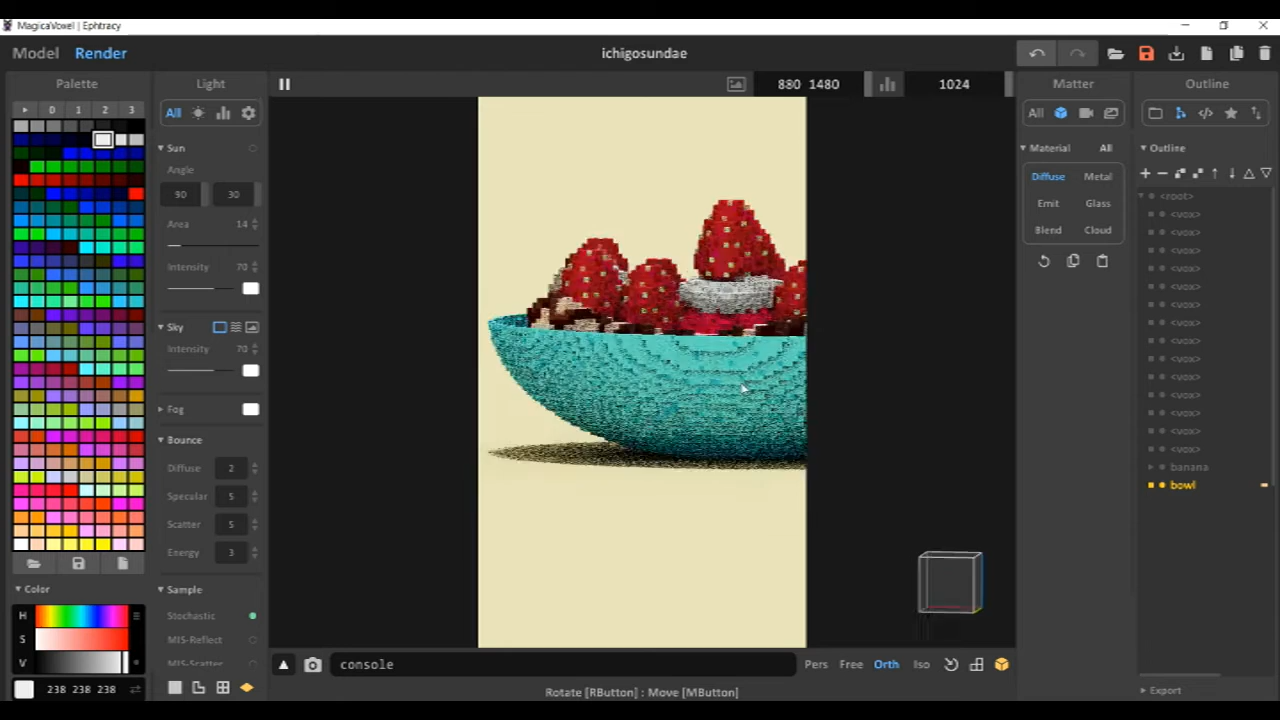 MagicaVoxel | Ephtracy
Model Render ichigosundae
Palette Light 880 1480 1024 Matter Outline
0 1 2 3 All All
Sun Material All Outline
Angle Diffuse Metal
90 30 Emit Glass
Area 14 Blend Cloud
Intensity 70
Sky
Intensity 70
Fog
Bounce
Diffuse 2
Specular 5
Scatter 5
Energy 3
Sample
Stochastic
MIS-Reflect
MIS-Scatter
Color
H
S
V
238 238 238
<root>
<vox>
<vox>
<vox>
<vox>
<vox>
<vox>
<vox>
<vox>
<vox>
<vox>
<vox>
<vox>
<vox>
<vox>
banana
bowl
Export
console Pers Free Orth Iso
Rotate [RButton] : Move [MButton]